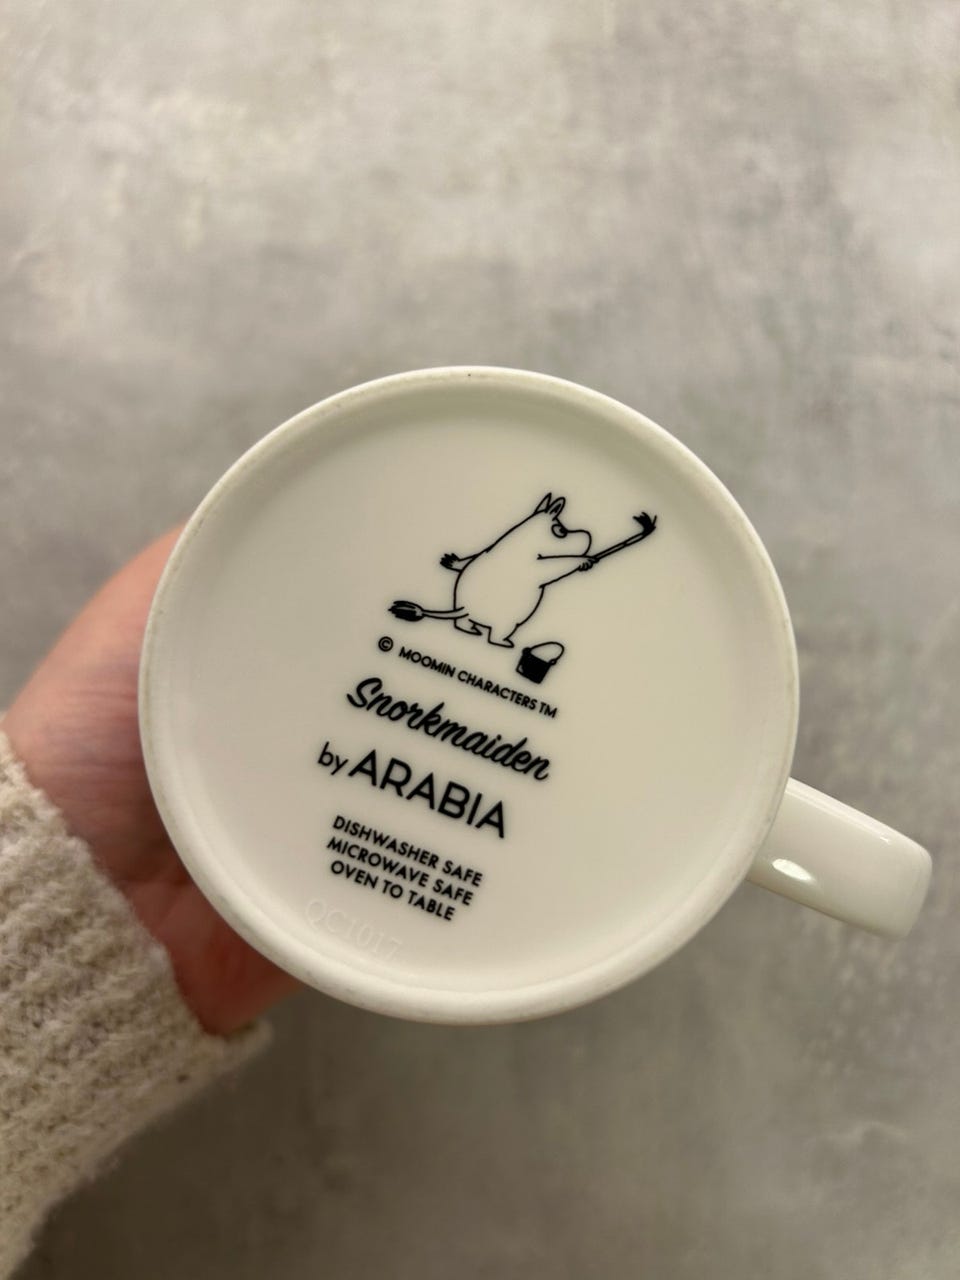 © MOOMIN CHARACTERS TM
Snorkmaiden
by ARABIA
DISHWASHER SAFE
MICROWAVE SAFE
OVEN TO TABLE
QC1017